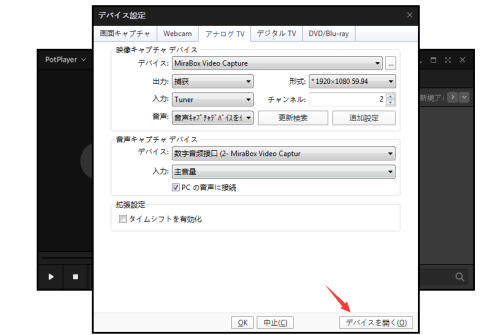 デバイス設定
画面キャプチャ Webcam アナログ TV デジタル TV DVD/Blu-ray
PotPlayer
映像キャプチャ デバイス
デバイス: MiraBox Video Capture ...
出力: 捕获 形式: * 1920×1080 59.94
入力: Tuner チャンネル: 2
音声: 更新検索 追加設定
音声キャプチャ デバイス
デバイス: 数字音頻接口 (2- MiraBox Video Captur
入力: 主音量
PC の音声に接続
拡張設定
タイムシフトを有効化
OK 中止(C) デバイスを開く(O)